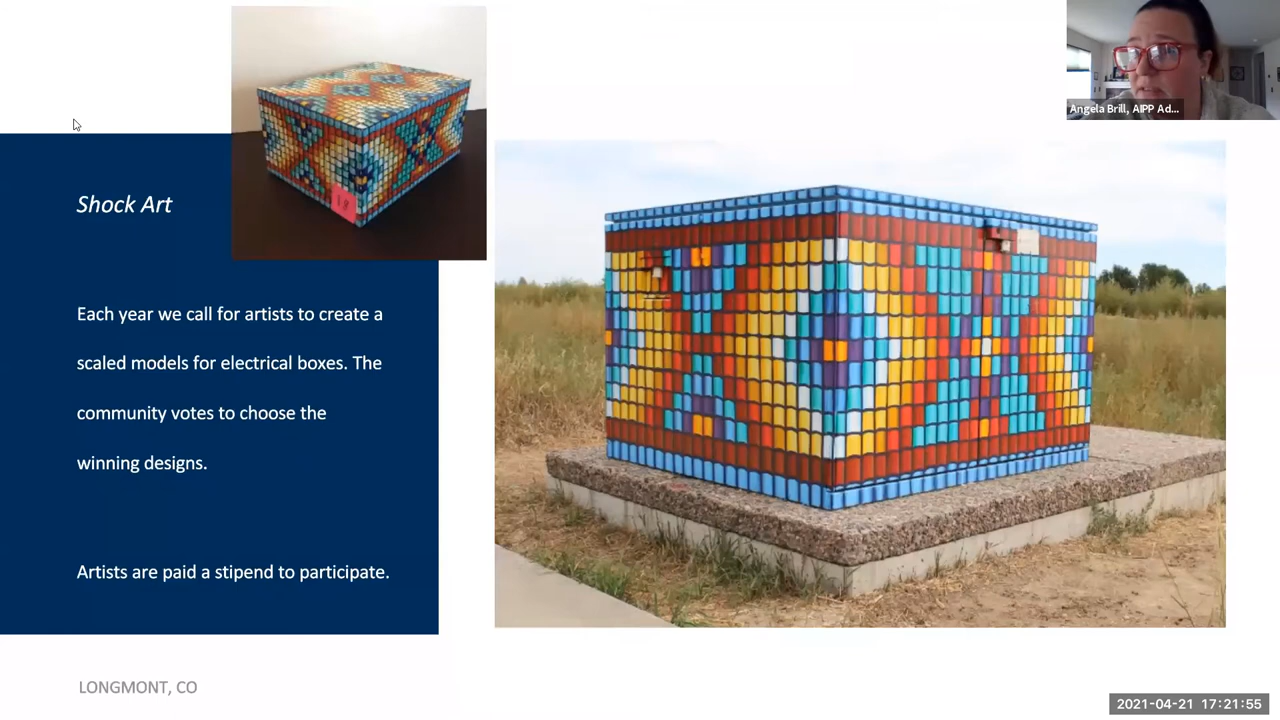 Angela Brill, AIPP Ad...
Shock Art
Each year we call for artists to create a
scaled models for electrical boxes. The
community votes to choose the
winning designs.
Artists are paid a stipend to participate.
LONGMONT, CO
2021-04-21 17:21:55